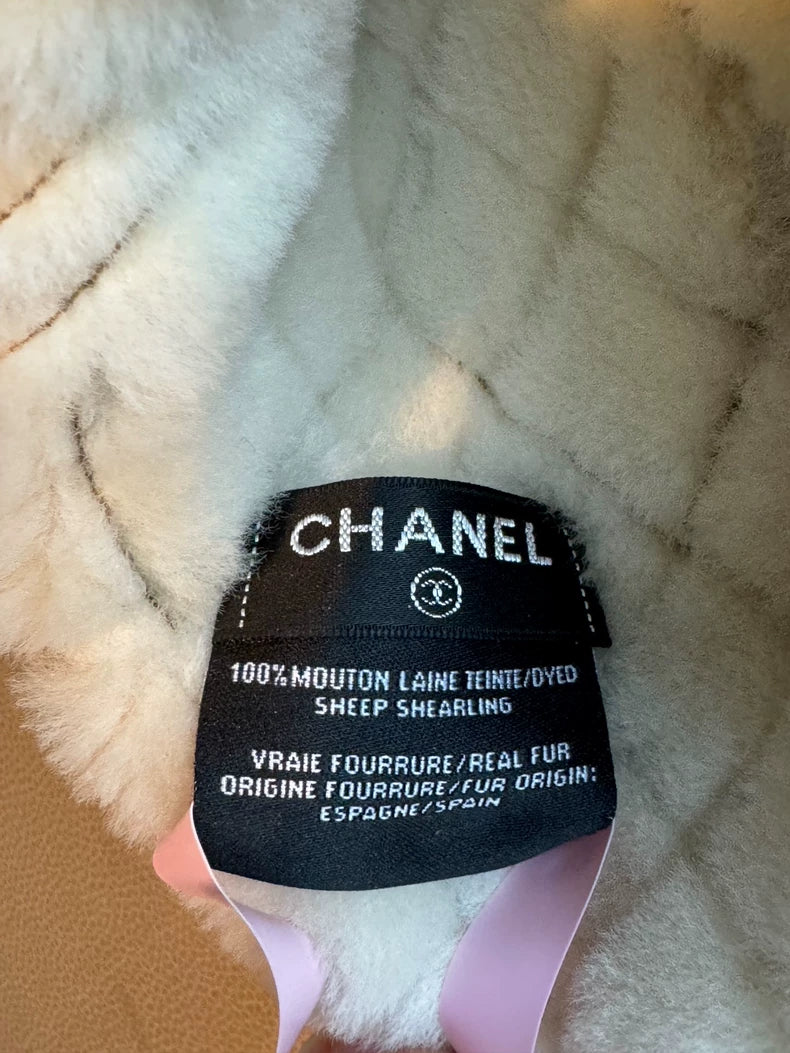 CHANEL
100% MOUTON LAINE TEINTE/DYED
SHEEP SHEARLING
VRAIE FOURRURE/REAL FUR
ORIGINE FOURRURE/FUR ORIGIN:
ESPAGNE/SPAIN